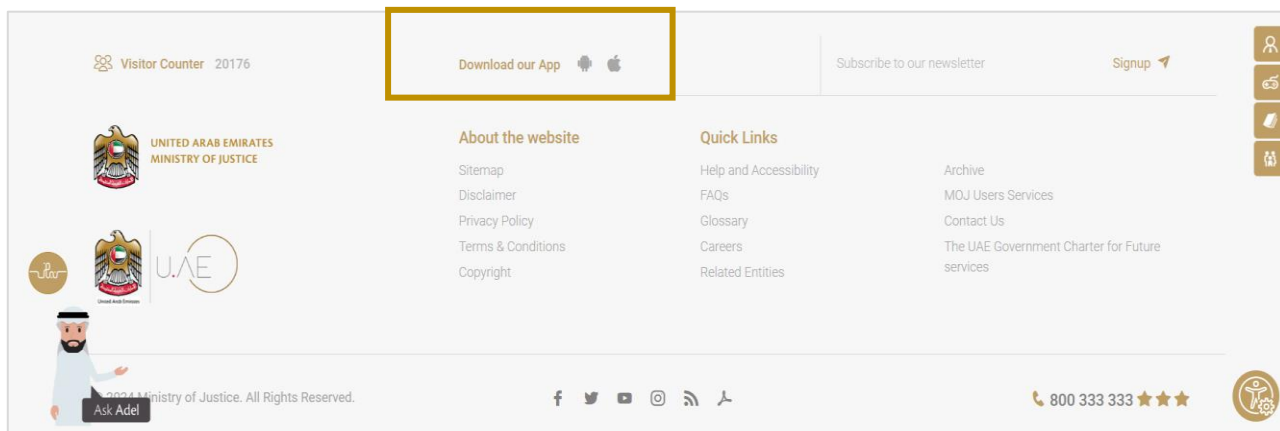 Visitor Counter 20176
Download our App
Subscribe to our newsletter
Signup
UNITED ARAB EMIRATES
MINISTRY OF JUSTICE
U.AE
United Arab Emirates
About the website
Sitemap
Disclaimer
Privacy Policy
Terms & Conditions
Copyright
Quick Links
Help and Accessibility
FAQs
Glossary
Careers
Related Entities
Archive
MOJ Users Services
Contact Us
The UAE Government Charter for Future
services
2024 Ministry of Justice. All Rights Reserved.
Ask Adel
800 333 333